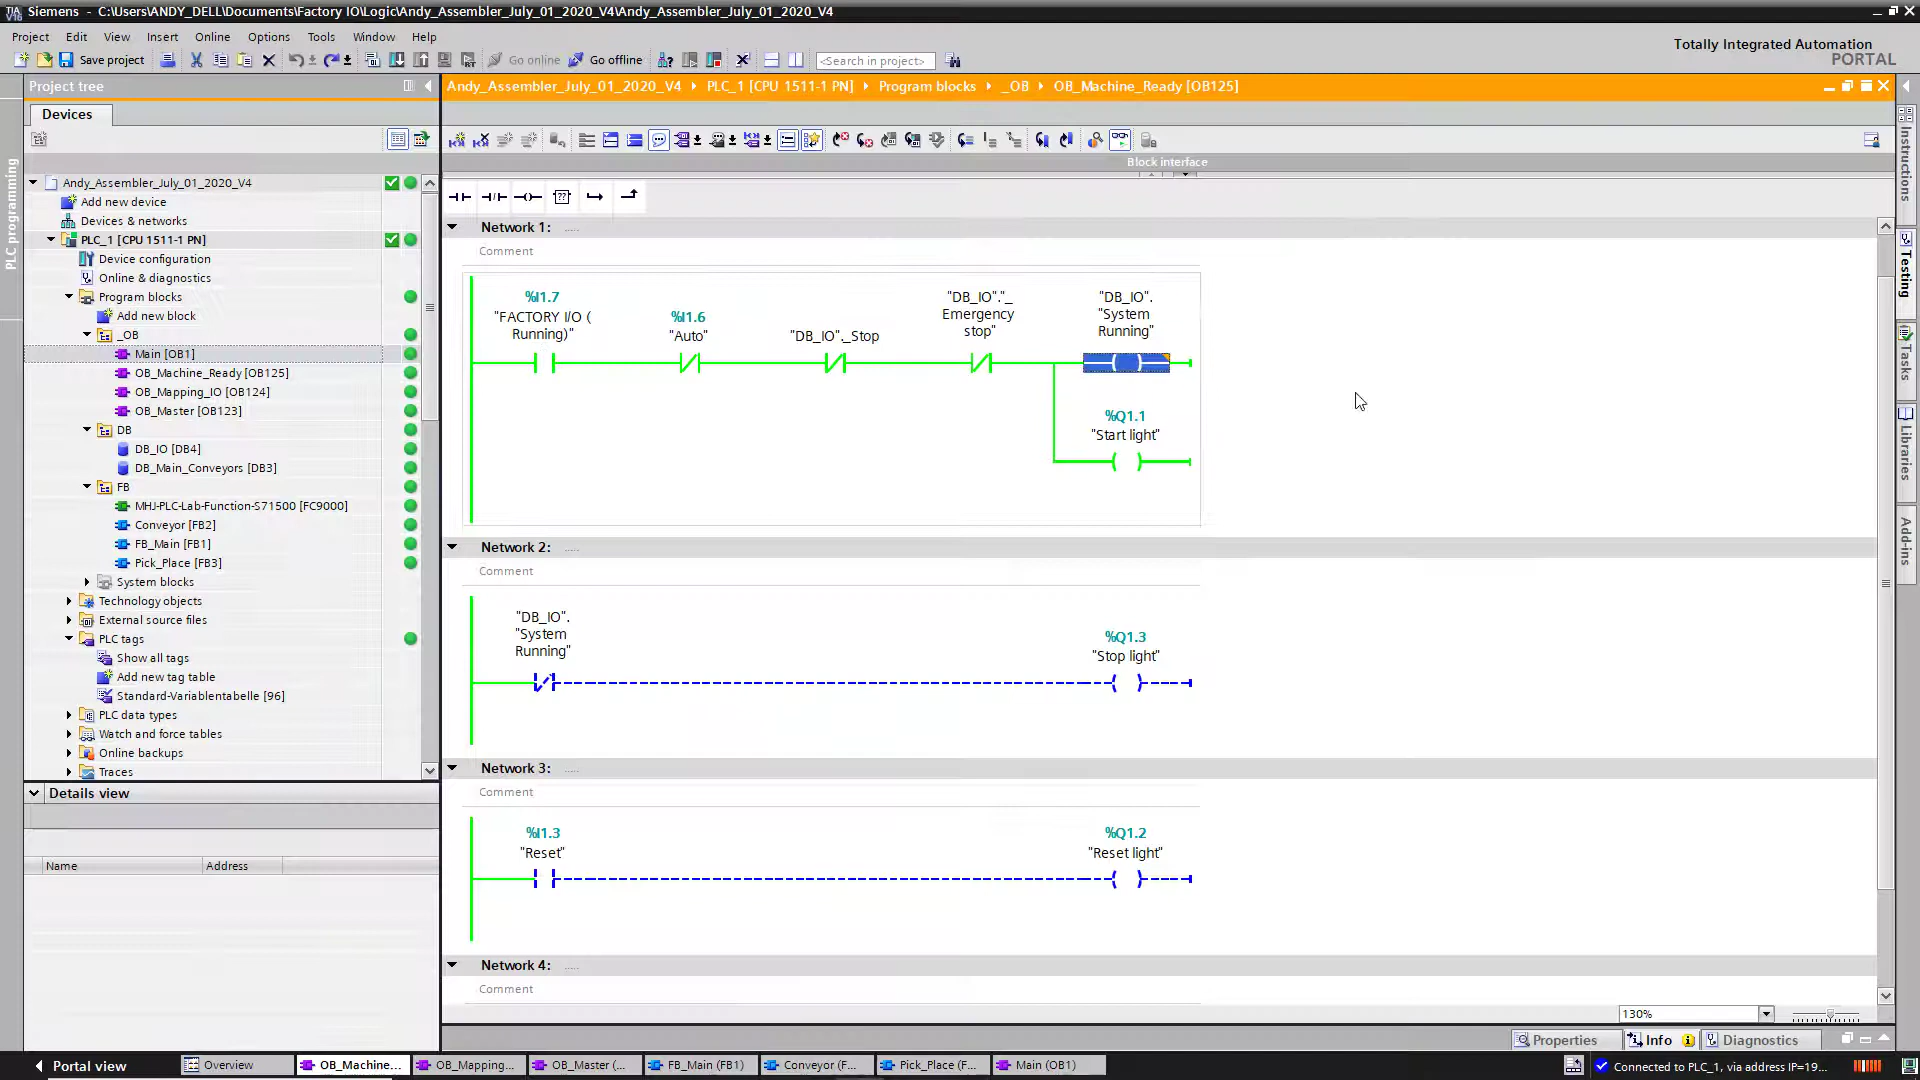 Siemens - C:\Users\ANDY_DELL\Documents\Factory IO\Logic\Andy_Assembler_July_01_2020_V4\Andy_Assembler_July_01_2020_V4
Project Edit View Insert Online Options Tools Window Help
Totally Integrated Automation
PORTAL
Save project
Go online
Go offline
<Search in project>
Project tree
Andy_Assembler_July_01_2020_V4 PLC_1 [CPU 1511-1 PN] Program blocks _OB OB_Machine_Ready [OB125]
Devices
Block interface
PLC programming
Andy_Assembler_July_01_2020_V4
Add new device
Devices & networks
PLC_1 [CPU 1511-1 PN]
Device configuration
Online & diagnostics
Program blocks
Add new block
_OB
Main [OB1]
OB_Machine_Ready [OB125]
OB_Mapping_IO [OB124]
OB_Master [OB123]
DB
DB_IO [DB4]
DB_Main_Conveyors [DB3]
FB
MHJ-PLC-Lab-Function-S71500 [FC9000]
Conveyor [FB2]
FB_Main [FB1]
Pick_Place [FB3]
System blocks
Technology objects
External source files
PLC tags
Show all tags
Add new tag table
Standard-Variablentabelle [96]
PLC data types
Watch and force tables
Online backups
Traces
Details view
Name Address
Network 1: .....
Comment
%I1.7
"FACTORY I/O (
Running)"
%I1.6
"Auto"
"DB_IO"._Stop
"DB_IO"."_
Emergency
stop"
"DB_IO".
"System
Running"
%Q1.1
"Start light"
Network 2: .....
Comment
"DB_IO".
"System
Running"
%Q1.3
"Stop light"
Network 3: .....
Comment
%I1.3
"Reset"
%Q1.2
"Reset light"
Network 4: .....
Comment
130%
Properties Info Diagnostics
Instructions
Testing
Tasks
Libraries
Add-ins
Portal view Overview OB_Machine... OB_Mapping... OB_Master (... FB_Main (FB1) Conveyor (F... Pick_Place (F... Main (OB1)
Connected to PLC_1, via address IP=19...